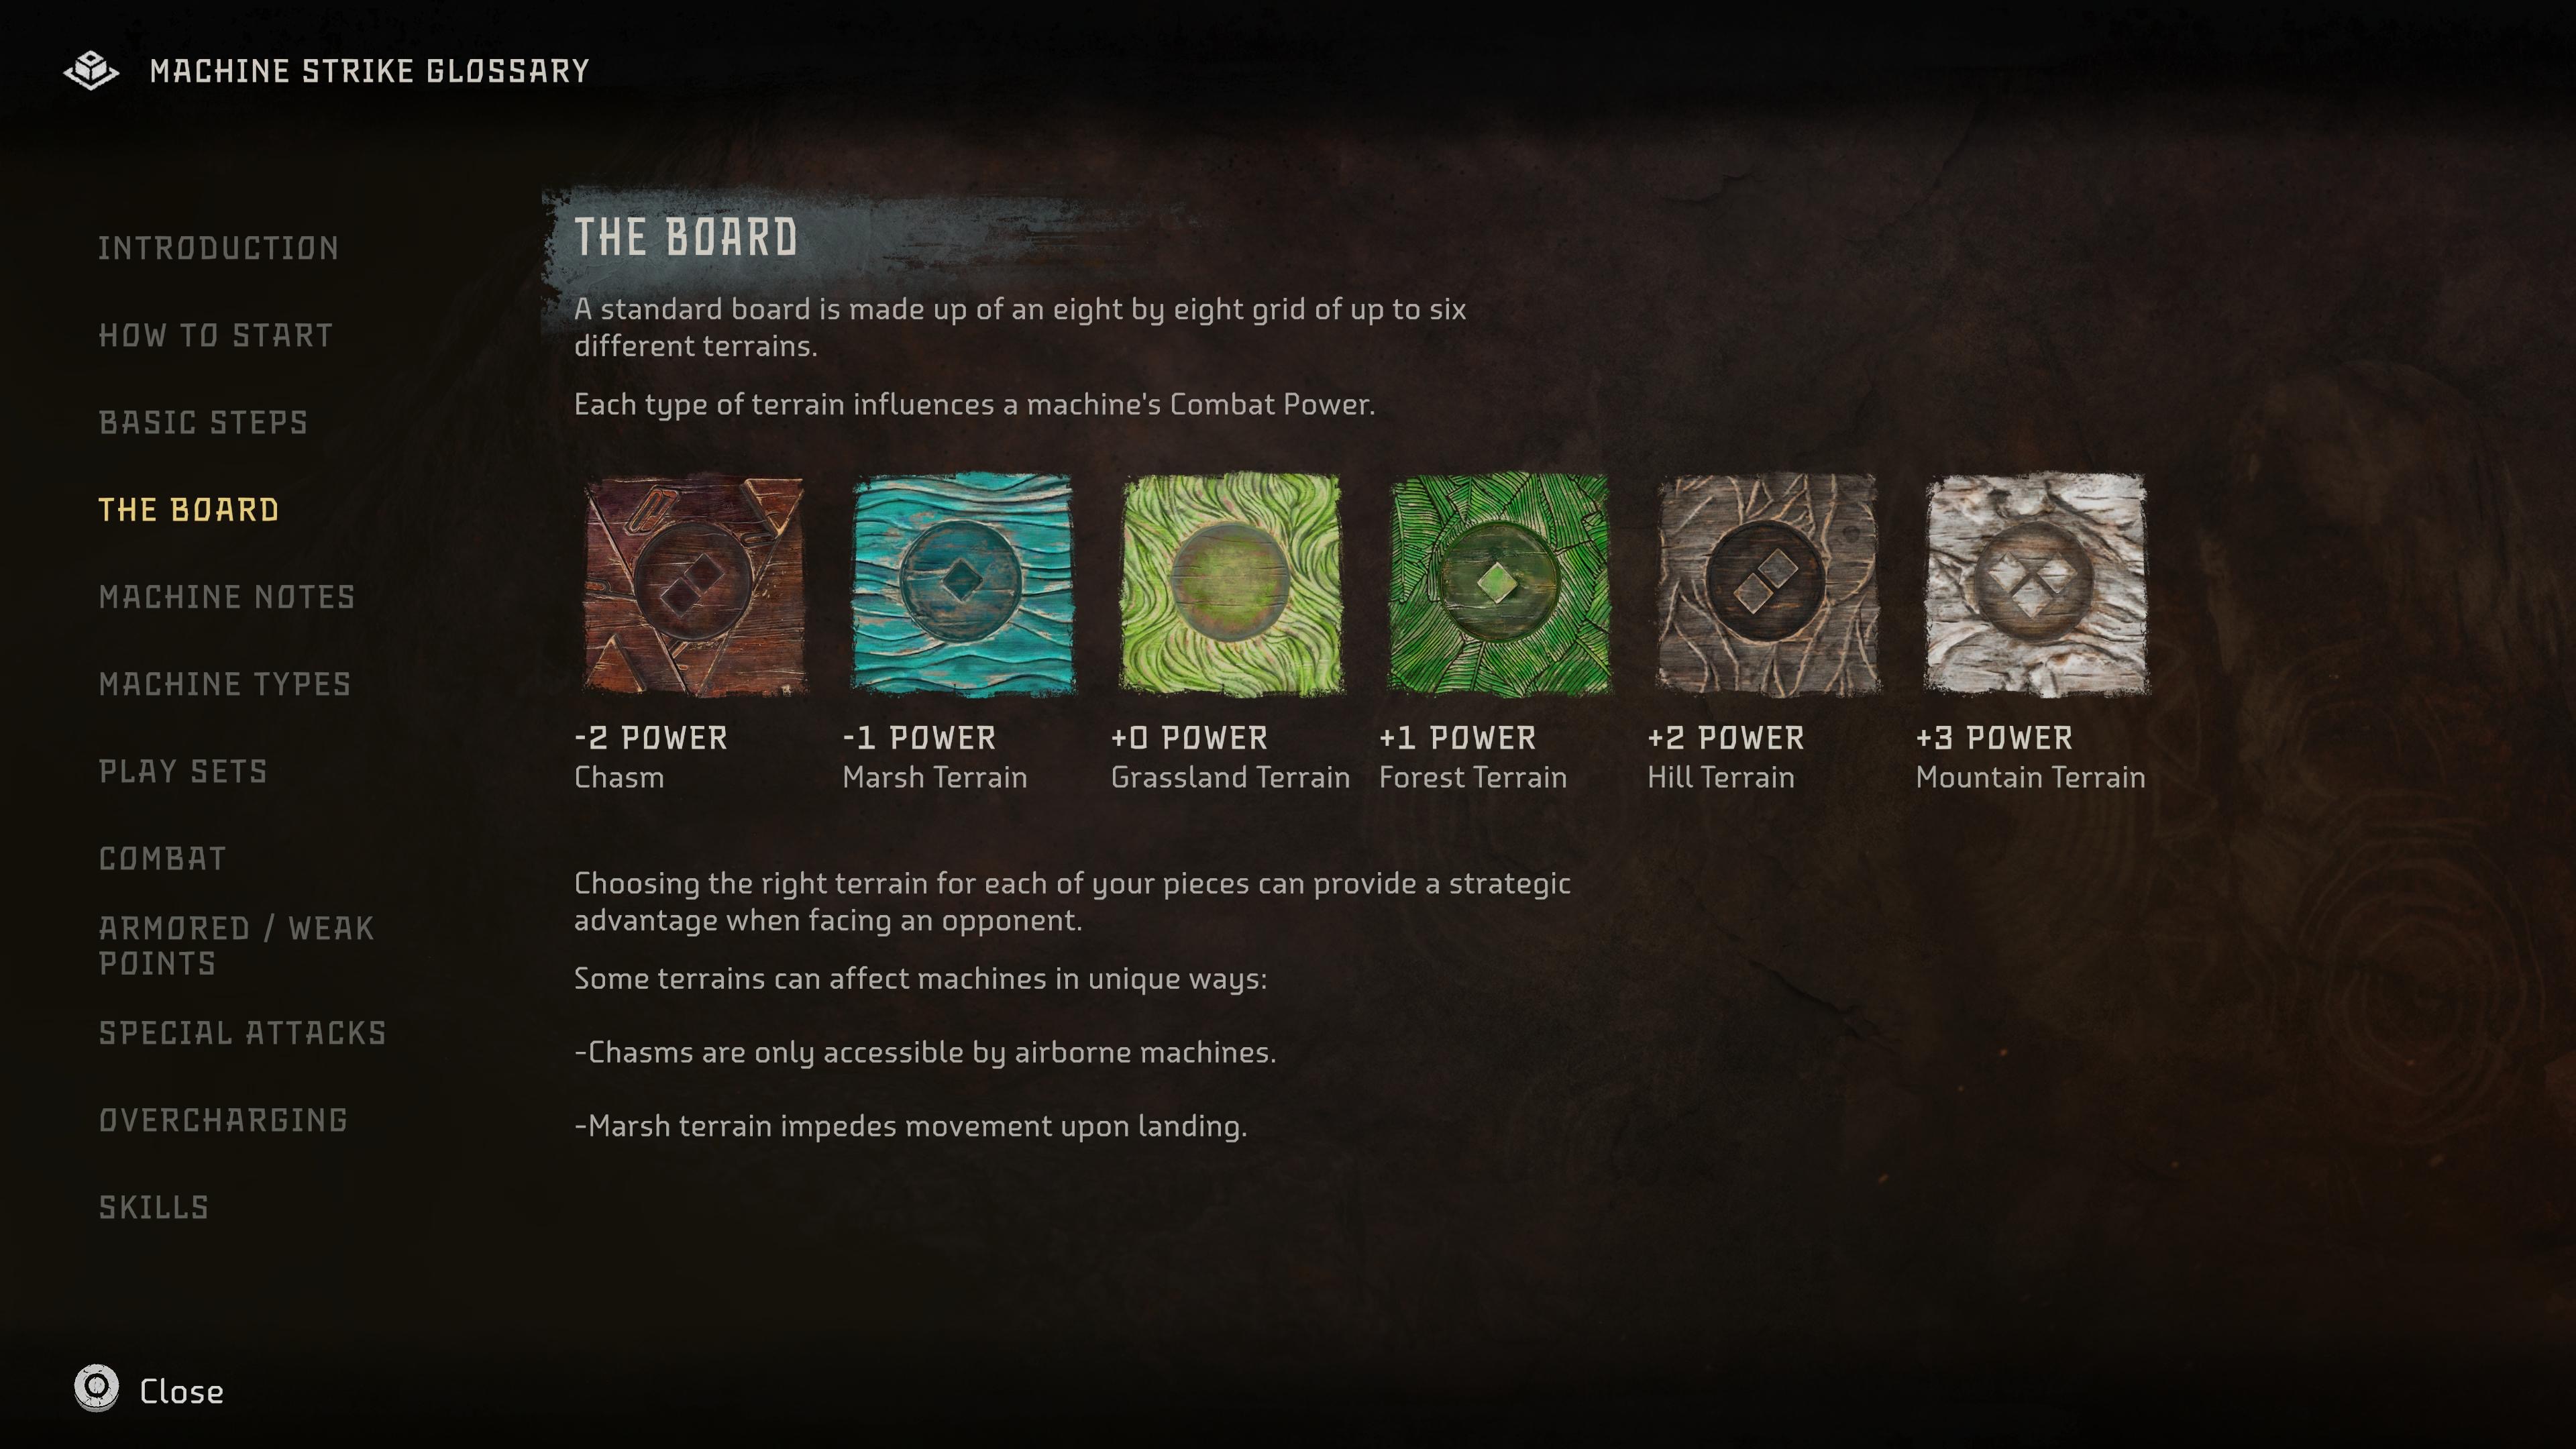 MACHINE STRIKE GLOSSARY
INTRODUCTION
HOW TO START
BASIC STEPS
THE BOARD
MACHINE NOTES
MACHINE TYPES
PLAY SETS
COMBAT
ARMORED / WEAK
POINTS
SPECIAL ATTACKS
OVERCHARGING
SKILLS
THE BOARD
A standard board is made up of an eight by eight grid of up to six
different terrains.
Each type of terrain influences a machine's Combat Power.
-2 POWER
Chasm
-1 POWER
Marsh Terrain
+0 POWER
Grassland Terrain
+1 POWER
Forest Terrain
+2 POWER
Hill Terrain
+3 POWER
Mountain Terrain
Choosing the right terrain for each of your pieces can provide a strategic
advantage when facing an opponent.
Some terrains can affect machines in unique ways:
-Chasms are only accessible by airborne machines.
-Marsh terrain impedes movement upon landing.
Close